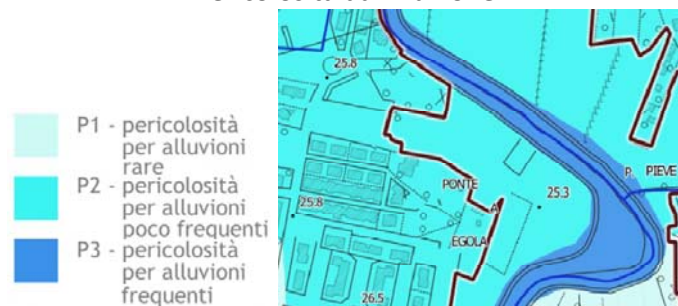 P1 - pericolosità
per alluvioni
rare
P2 - pericolosità
per alluvioni
poco frequenti
P3 - pericolosità
per alluvioni
frequenti
25.8
PONTE
A
EGOLA
25.8
25.3
P.
PIEVE
26.5